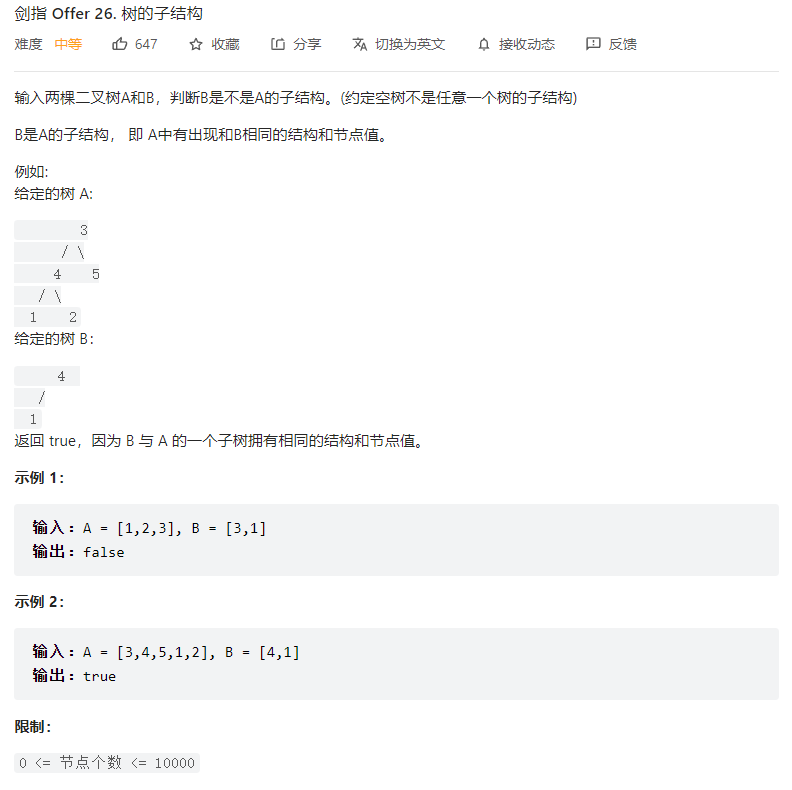 剑指 Offer 26. 树的子结构
难度 中等 647 收藏 分享 切换为英文 接收动态 反馈
输入两棵二叉树A和B，判断B是不是A的子结构。(约定空树不是任意一个树的子结构)
B是A的子结构， 即 A中有出现和B相同的结构和节点值。
例如:
给定的树 A:
3
/ \
4 5
/ \
1 2
给定的树 B：
4
/
1
返回 true，因为 B 与 A 的一个子树拥有相同的结构和节点值。
示例 1：
输入：A = [1,2,3], B = [3,1]
输出：false
示例 2：
输入：A = [3,4,5,1,2], B = [4,1]
输出：true
限制：
0 <= 节点个数 <= 10000